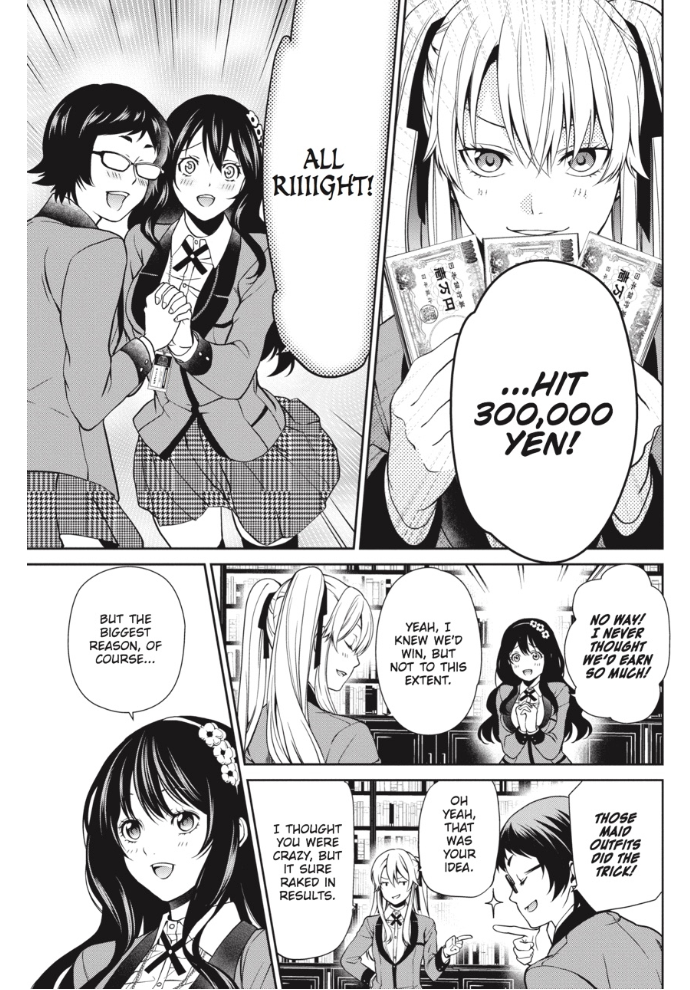 ...HIT
300,000
YEN!
ALL
RIIIIGHT!
NO WAY!
I NEVER
THOUGHT
WE'D EARN
SO MUCH!
YEAH, I
KNEW WE'D
WIN, BUT
NOT TO THIS
EXTENT.
BUT THE
BIGGEST
REASON, OF
COURSE...
THOSE
MAID
OUTFITS
DID THE
TRICK!
OH
YEAH,
THAT
WAS
YOUR
IDEA.
I THOUGHT
YOU WERE
CRAZY, BUT
IT SURE
RAKED IN
RESULTS.